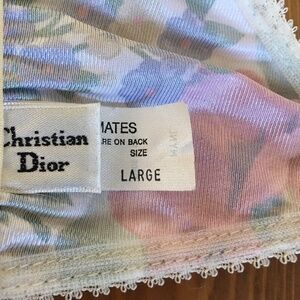 Christian
Dior
MATES
RE ON BACK
SIZE
LARGE